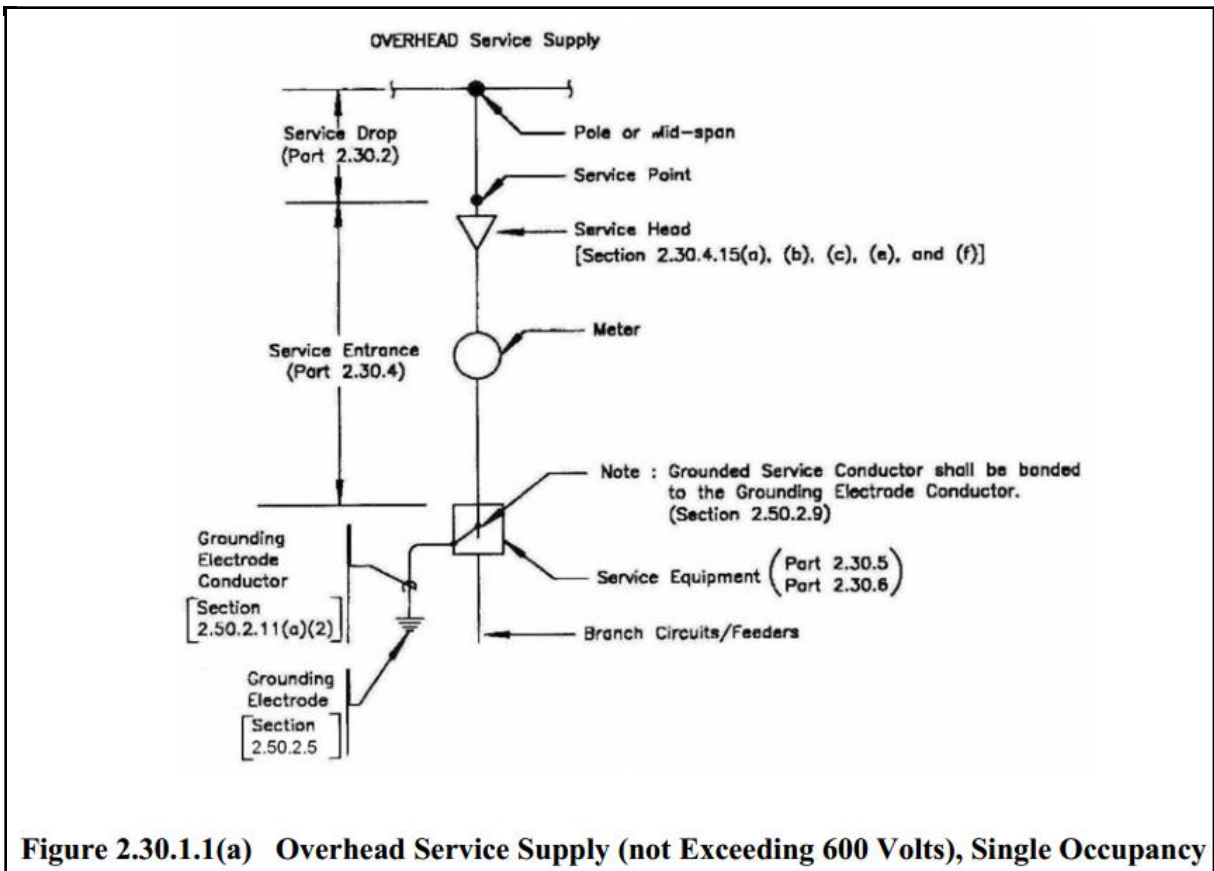 OVERHEAD Service Supply
Service Drop
(Part 2.30.2)
Pole or Mid-span
Service Point
Service Head
[Section 2.30.4.15(a), (b), (c), (e), and (f)]
Meter
Service Entrance
(Part 2.30.4)
Note : Grounded Service Conductor shall be bonded
to the Grounding Electrode Conductor.
(Section 2.50.2.9)
Grounding
Electrode
Conductor
[Section
2.50.2.11(a)(2)]
Service Equipment (Part 2.30.5
Part 2.30.6)
Branch Circuits/Feeders
Grounding
Electrode
[Section
2.50.2.5]
Figure 2.30.1.1(a) Overhead Service Supply (not Exceeding 600 Volts), Single Occupancy